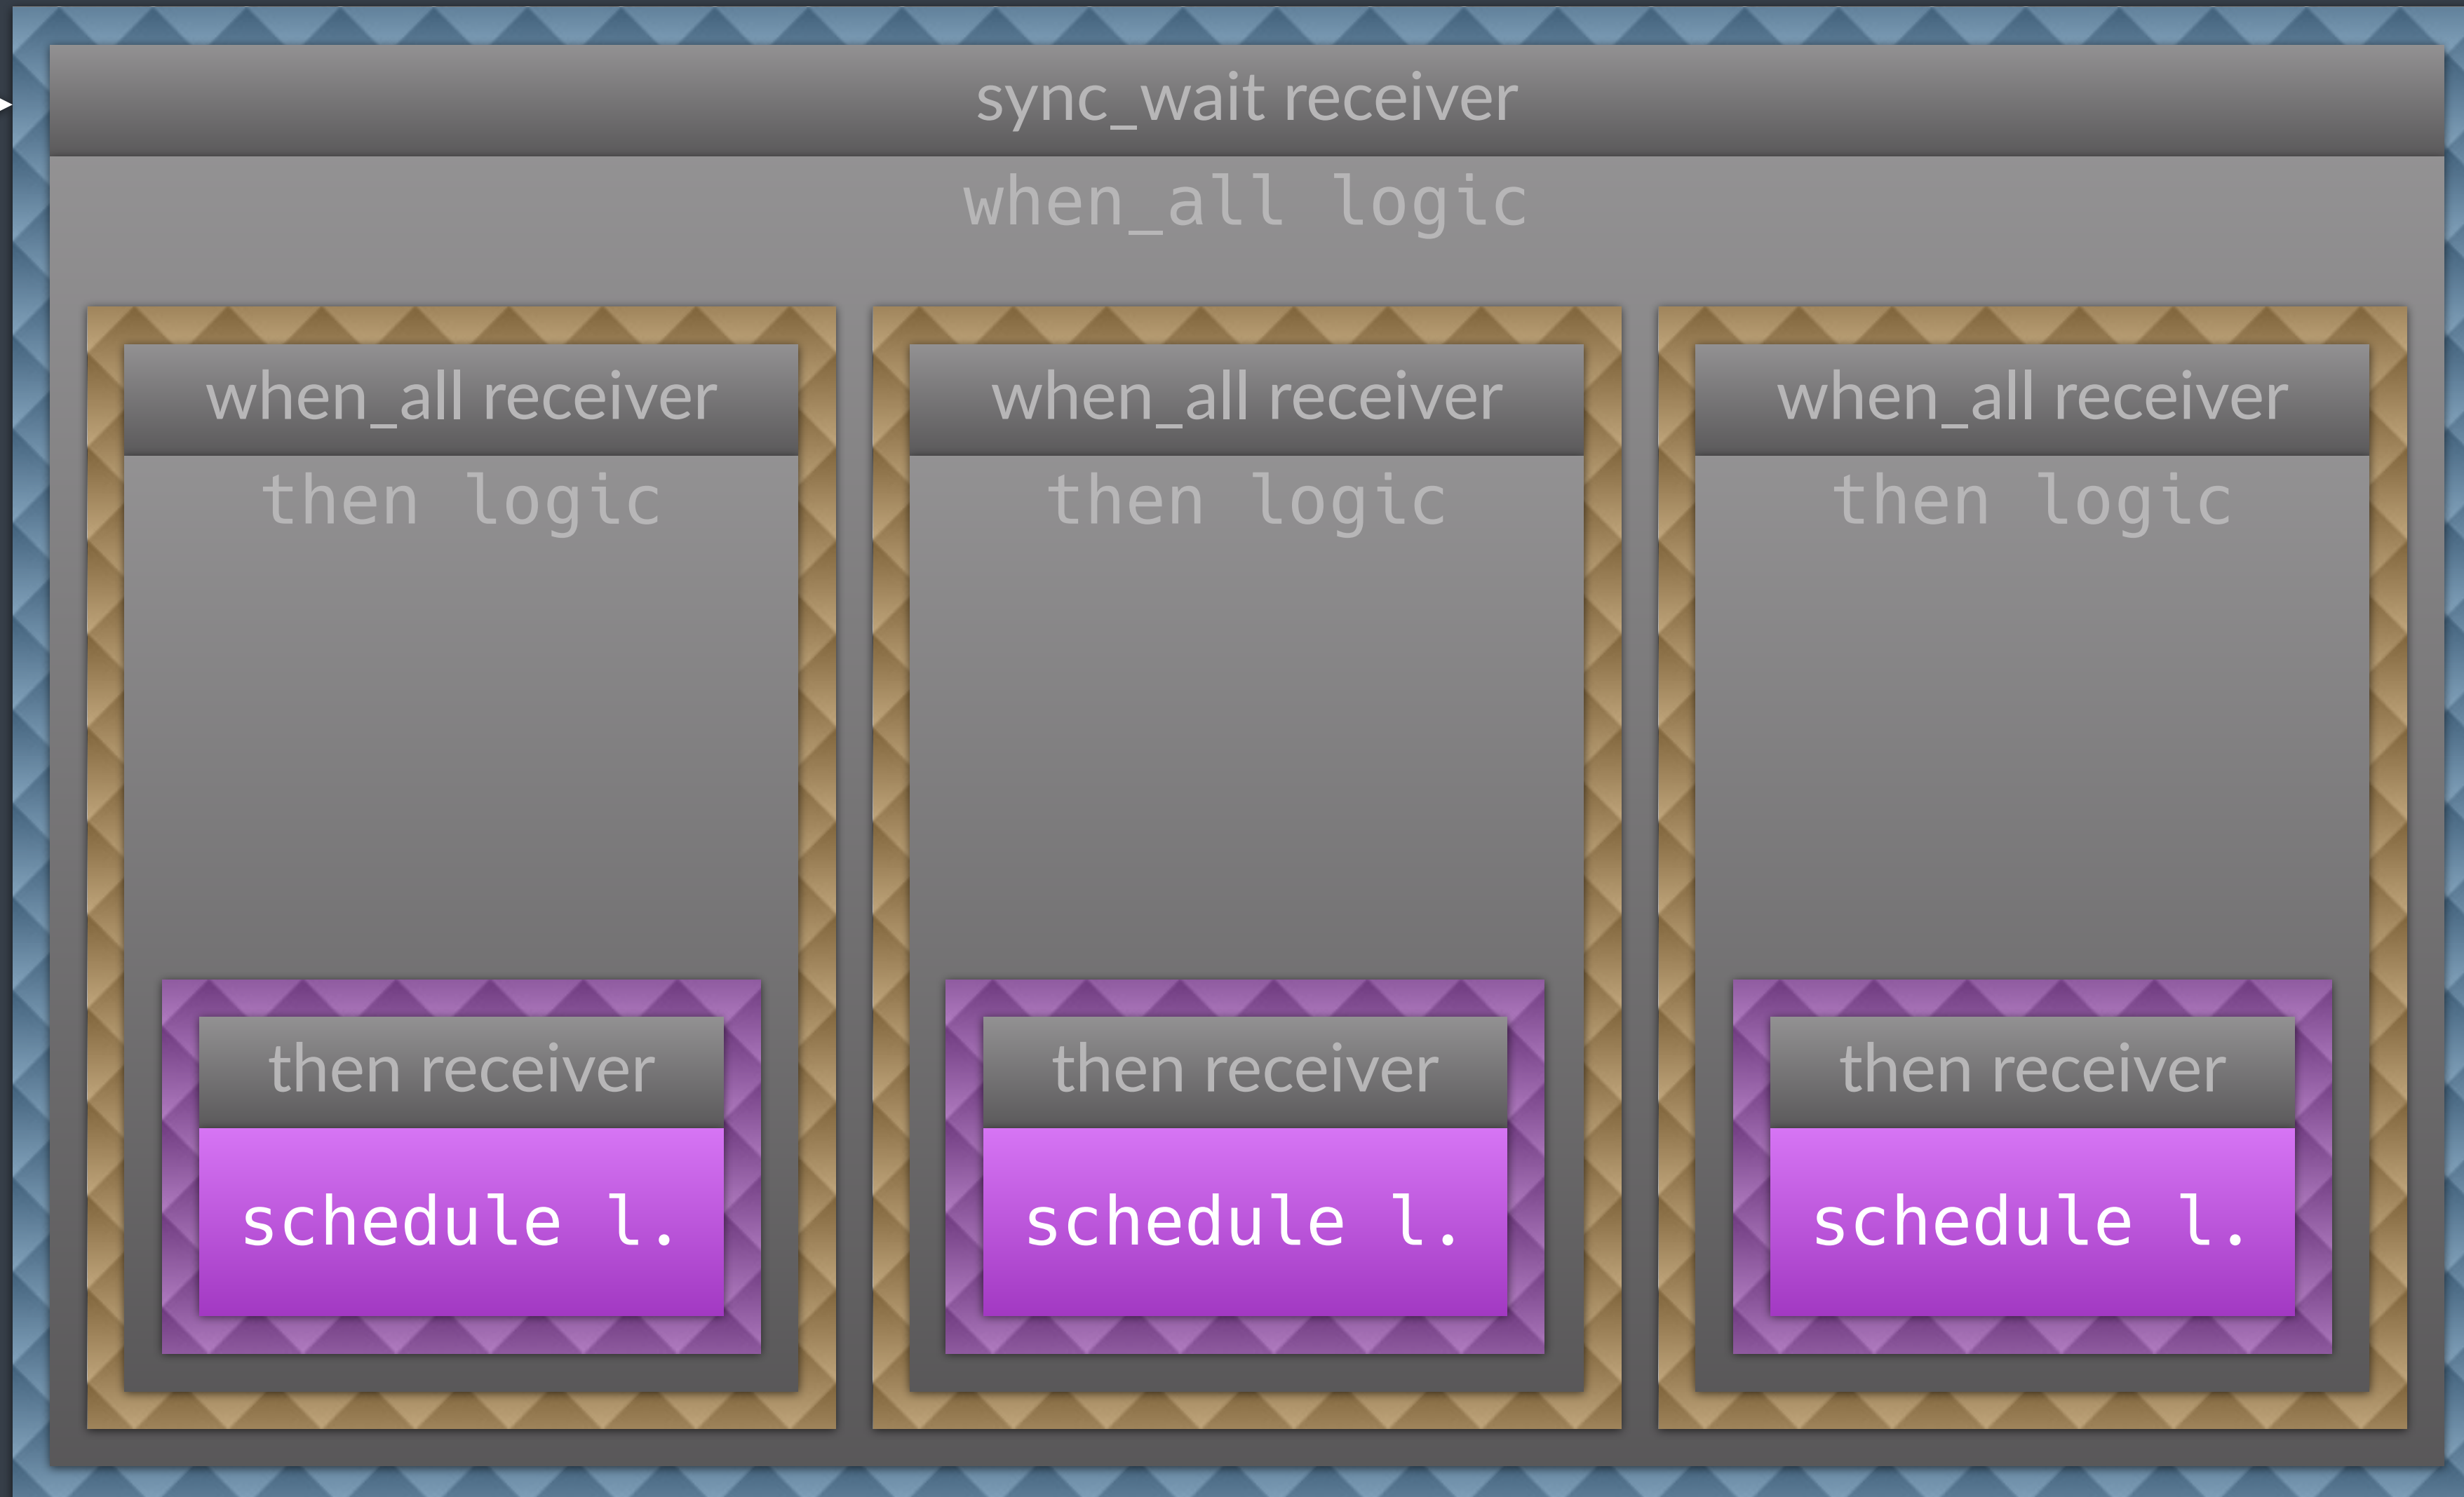 sync_wait receiver
when_all logic
when_all receiver
then logic
then receiver
schedule l.
when_all receiver
then logic
then receiver
schedule l.
when_all receiver
then logic
then receiver
schedule l.